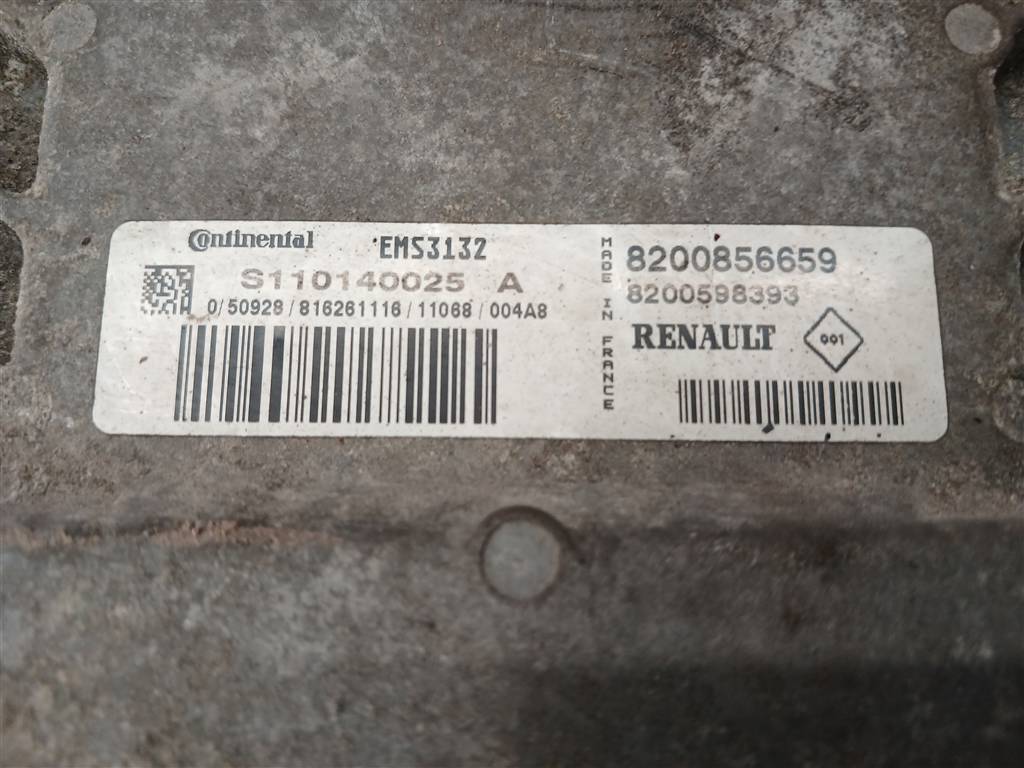 Continental EMS3132
S110140025 A
0/50928/816261116/11068/004A8
MADE IN FRANCE
8200856659
8200598393
RENAULT 001